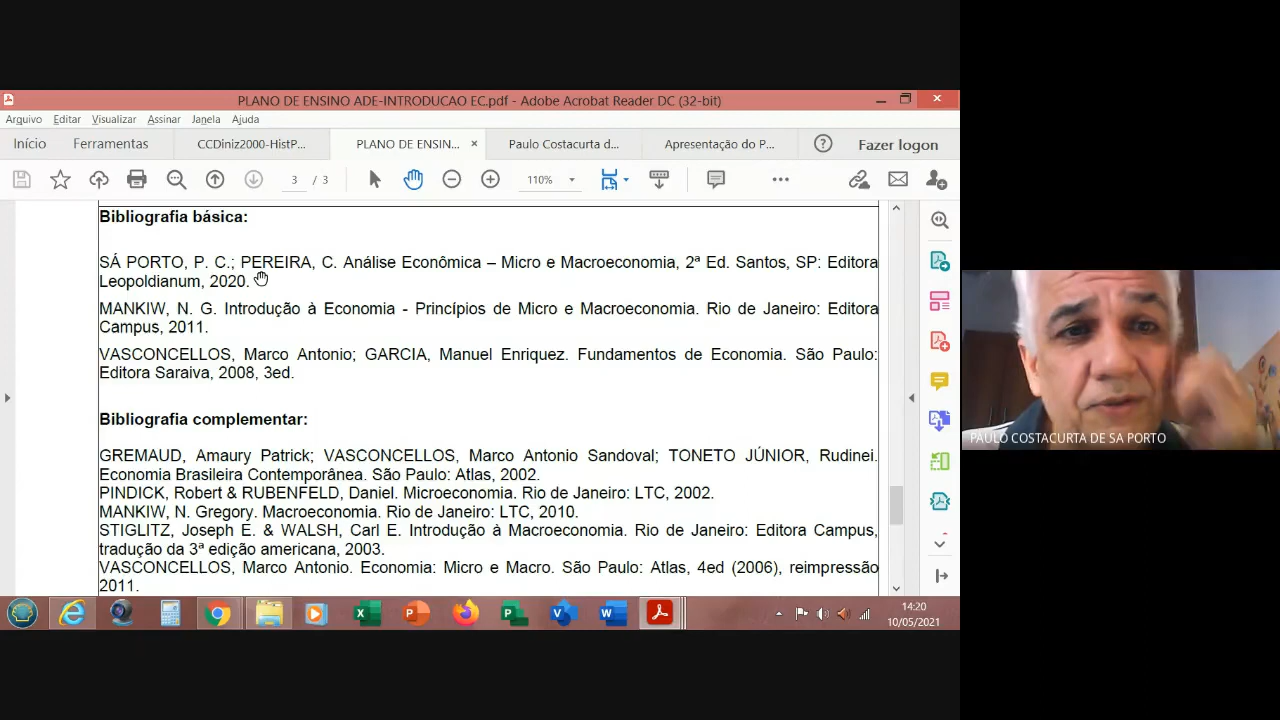 PLANO DE ENSINO ADE-INTRODUCAO EC.pdf - Adobe Acrobat Reader DC (32-bit)
Arquivo Editar Visualizar Assinar Janela Ajuda
Início Ferramentas CCDiniz2000-HistP... PLANO DE ENSIN... × Paulo Costacurta d... Apresentação do P... Fazer logon
3 / 3 110%
Bibliografia básica:
SÁ PORTO, P. C.; PEREIRA, C. Análise Econômica – Micro e Macroeconomia, 2ª Ed. Santos, SP: Editora
Leopoldianum, 2020.
MANKIW, N. G. Introdução à Economia - Princípios de Micro e Macroeconomia. Rio de Janeiro: Editora
Campus, 2011.
VASCONCELLOS, Marco Antonio; GARCIA, Manuel Enriquez. Fundamentos de Economia. São Paulo:
Editora Saraiva, 2008, 3ed.
Bibliografia complementar:
GREMAUD, Amaury Patrick; VASCONCELLOS, Marco Antonio Sandoval; TONETO JÚNIOR, Rudinei.
Economia Brasileira Contemporânea. São Paulo: Atlas, 2002.
PINDICK, Robert & RUBENFELD, Daniel. Microeconomia. Rio de Janeiro: LTC, 2002.
MANKIW, N. Gregory. Macroeconomia. Rio de Janeiro: LTC, 2010.
STIGLITZ, Joseph E. & WALSH, Carl E. Introdução à Macroeconomia. Rio de Janeiro: Editora Campus,
tradução da 3ª edição americana, 2003.
VASCONCELLOS, Marco Antonio. Economia: Micro e Macro. São Paulo: Atlas, 4ed (2006), reimpressão
2011.
14:20
10/05/2021
PAULO COSTACURTA DE SA PORTO